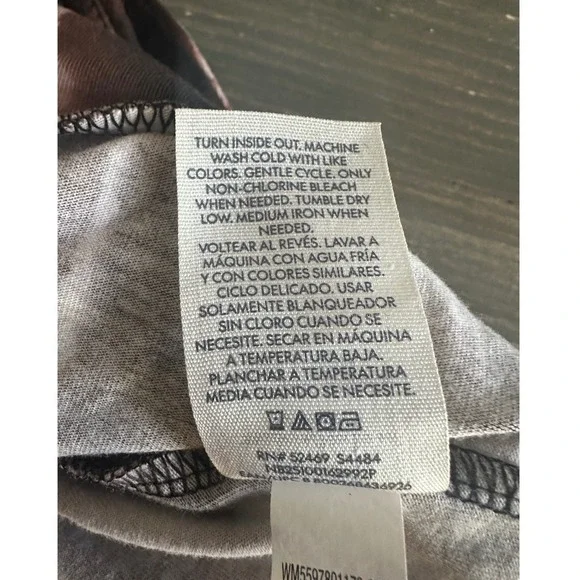 TURN INSIDE OUT. MACHINE
WASH COLD WITH LIKE
COLORS. GENTLE CYCLE. ONLY
NON-CHLORINE BLEACH
WHEN NEEDED. TUMBLE DRY
LOW. MEDIUM IRON WHEN
NEEDED.
VOLTEAR AL REVÉS. LAVAR A
MÁQUINA CON AGUA FRÍA
Y CON COLORES SIMILARES.
CICLO DELICADO. USAR
SOLAMENTE BLANQUEADOR
SIN CLORO CUANDO SE
NECESITE. SECAR EN MÁQUINA
A TEMPERATURA BAJA.
PLANCHAR A TEMPERATURA
MEDIA CUANDO SE NECESITE.
RN# 52469 S4484
NB2S100162992P